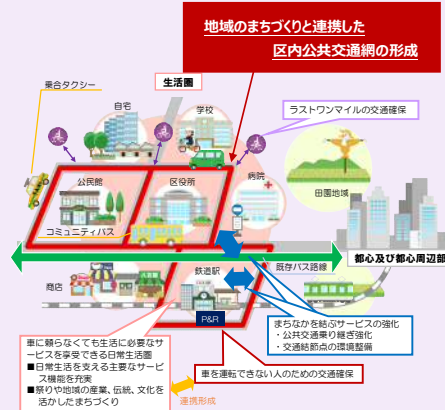 地域のまちづくりと連携した
区内公共交通網の形成
乗合タクシー
生活圏
自宅
学校
ラストワンマイルの交通確保
公民館
区役所
病院
田園地域
コミュニティバス
都心及び都心周辺部
商店
鉄道駅
既存バス路線
P&R
まちなかを結ぶサービスの強化
・公共交通乗り継ぎ強化
・交通結節点の環境整備
車に頼らなくても生活に必要なサ
ービスを享受できる日常生活圏
■日常生活を支える主要なサービ
ス機能を充実
■祭りや地域の産業、伝統、文化を
活かしたまちづくり
車を運転できない人のための交通確保
連携形成